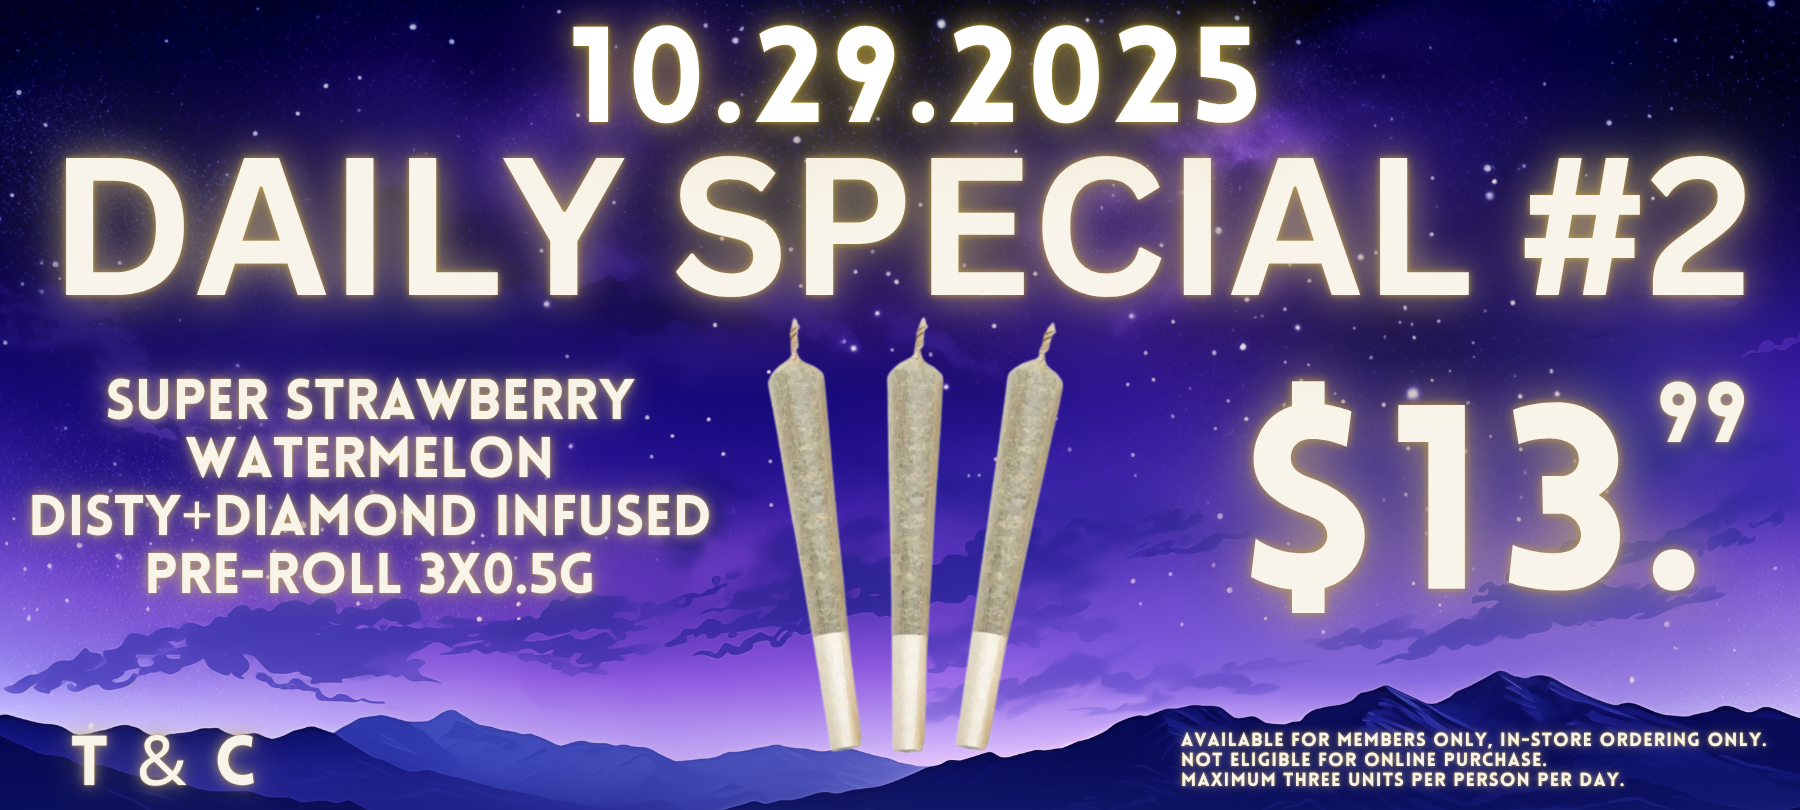 10.29.2025
DAILY SPECIAL #2
SUPER STRAWBERRY
WATERMELON
DISTY+DIAMOND INFUSED
PRE-ROLL 3X0.5G
$13.99
T & C
AVAILABLE FOR MEMBERS ONLY, IN-STORE ORDERING ONLY.
NOT ELIGIBLE FOR ONLINE PURCHASE.
MAXIMUM THREE UNITS PER PERSON PER DAY.